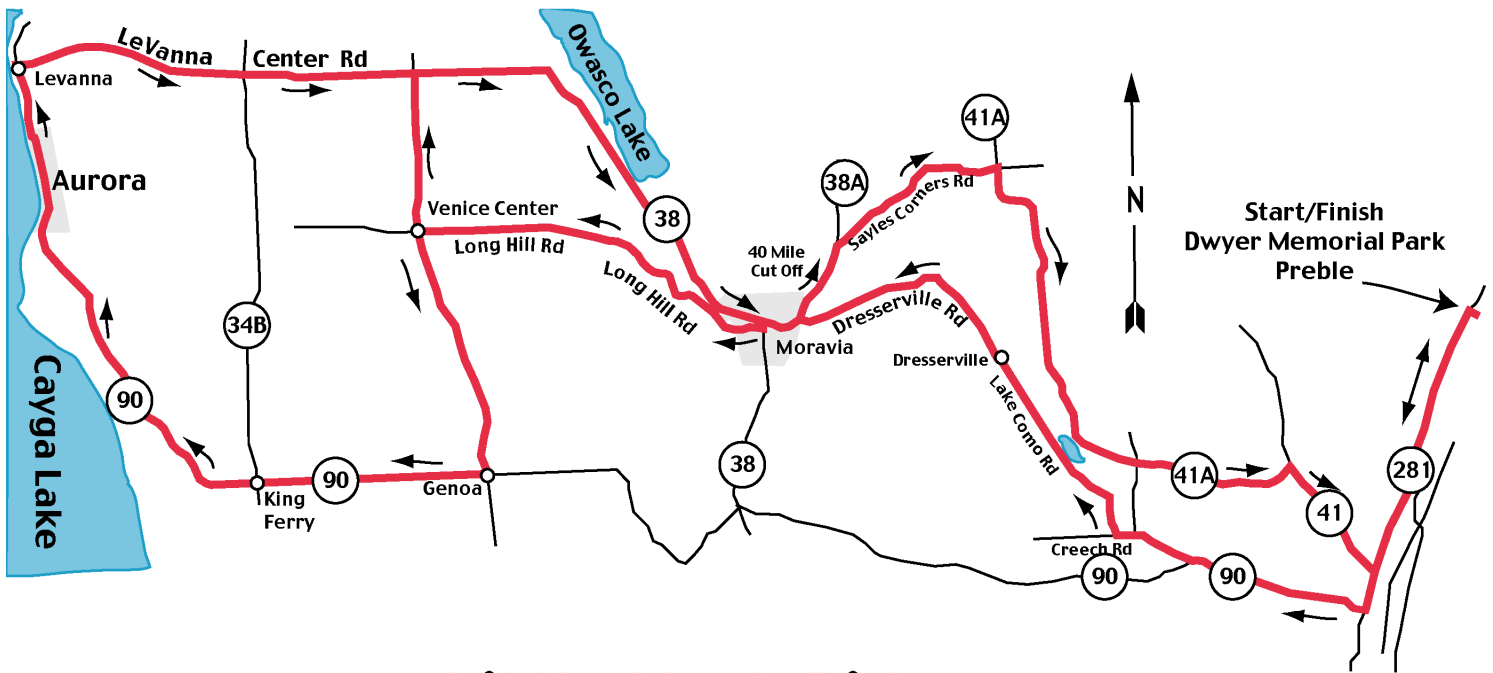 LeVanna
Center Rd
Levanna
Owasco Lake
41A
Aurora
38A
Sayles Corners Rd
N
Venice Center
38
Long Hill Rd
Start/Finish
Dwyer Memorial Park
Preble
40 Mile
Cut Off
Long Hill Rd
Dresserville Rd
34B
Moravia
Dresserville
Cayga Lake
90
Lake Como Rd
38
41A
281
90
Genoa
King
Ferry
41
Creech Rd
90
90